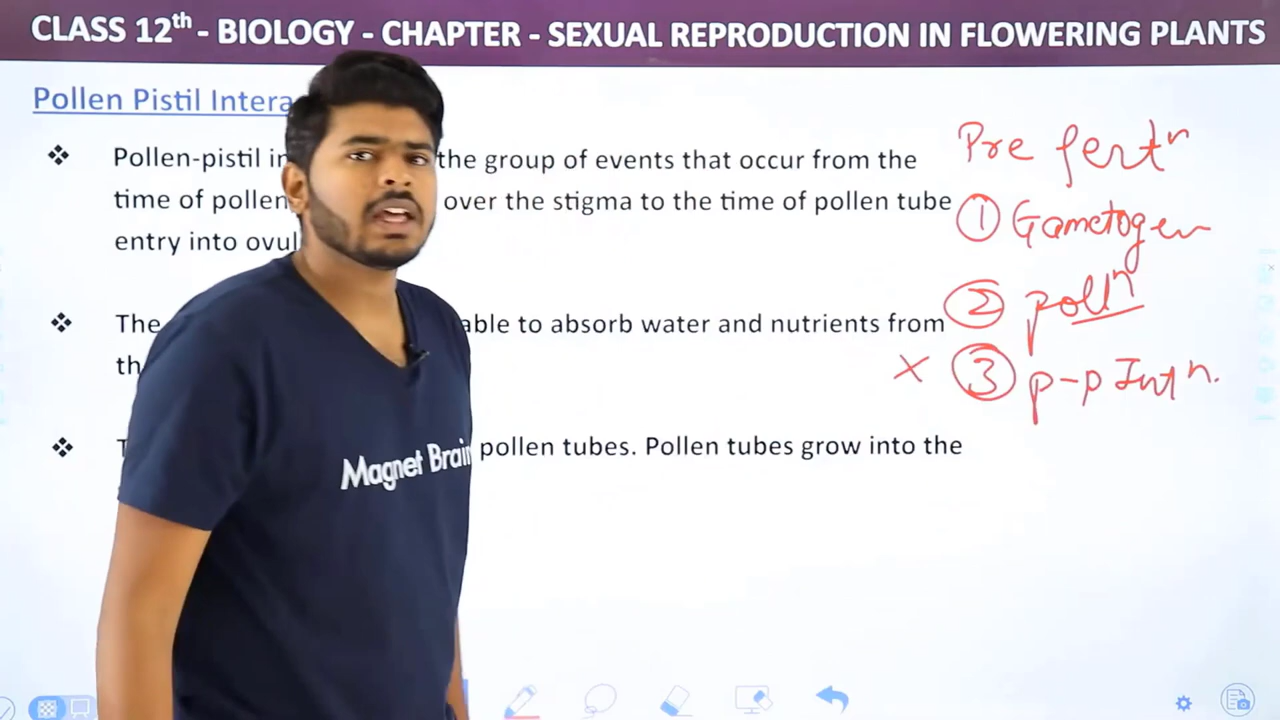 CLASS 12th - BIOLOGY - CHAPTER - SEXUAL REPRODUCTION IN FLOWERING PLANTS
Pollen Pistil Intera
Pollen-pistil in the group of events that occur from the
time of pollen over the stigma to the time of pollen tube
entry into ovul
The able to absorb water and nutrients from
th
pollen tubes. Pollen tubes grow into the
Pre fertn
1 Gametogen
2 polln
× 3 p-p Intn.
Magnet Brain